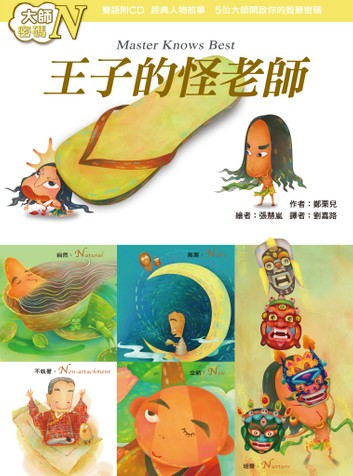 大師密碼N
雙語附CD 經典人物故事 5位大師開啟你的智慧密碼
Master Knows Best
王子的怪老師
作者：鄭栗兒
繪者：張慧嵐 譯者：劉嘉路
自然，Natural
不執著，Non-attachment